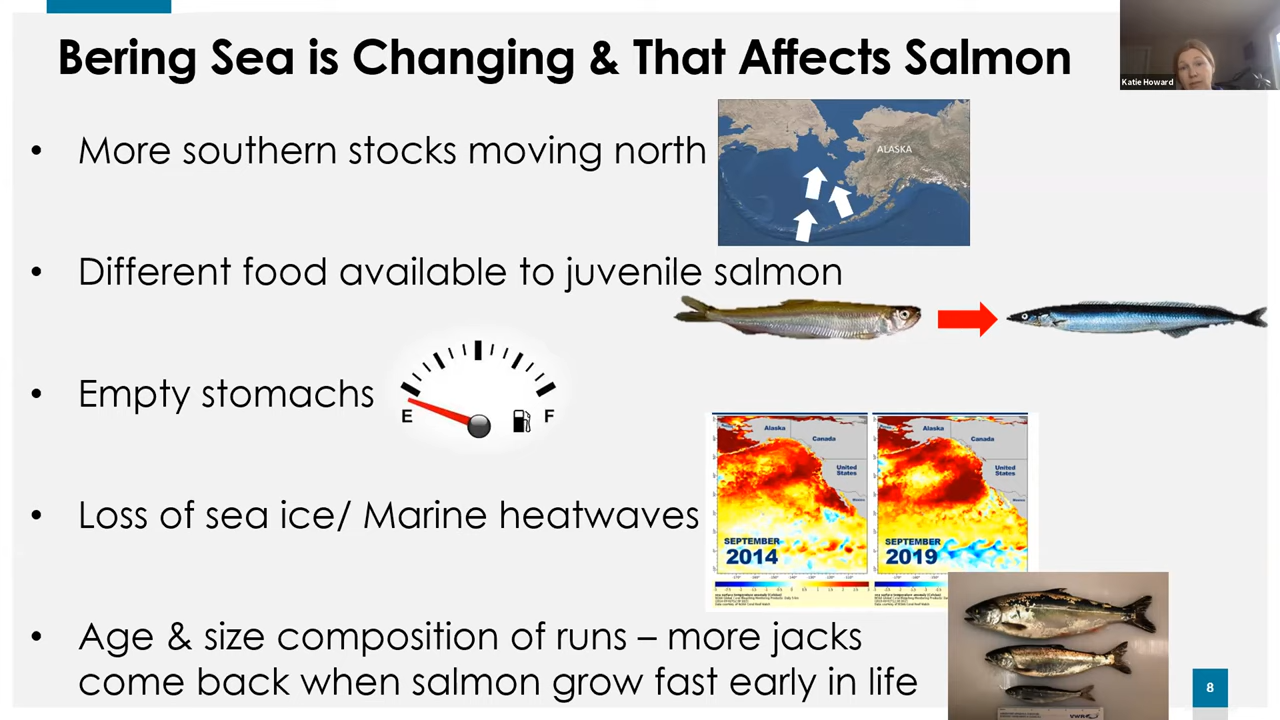 Bering Sea is Changing & That Affects Salmon
Katie Howard
• More southern stocks moving north
ALASKA
• Different food available to juvenile salmon
• Empty stomachs
E F
• Loss of sea ice/ Marine heatwaves
Alaska
Canada
United
States
SEPTEMBER
2014
Alaska
Canada
United
States
SEPTEMBER
2019
• Age & size composition of runs – more jacks
come back when salmon grow fast early in life
8